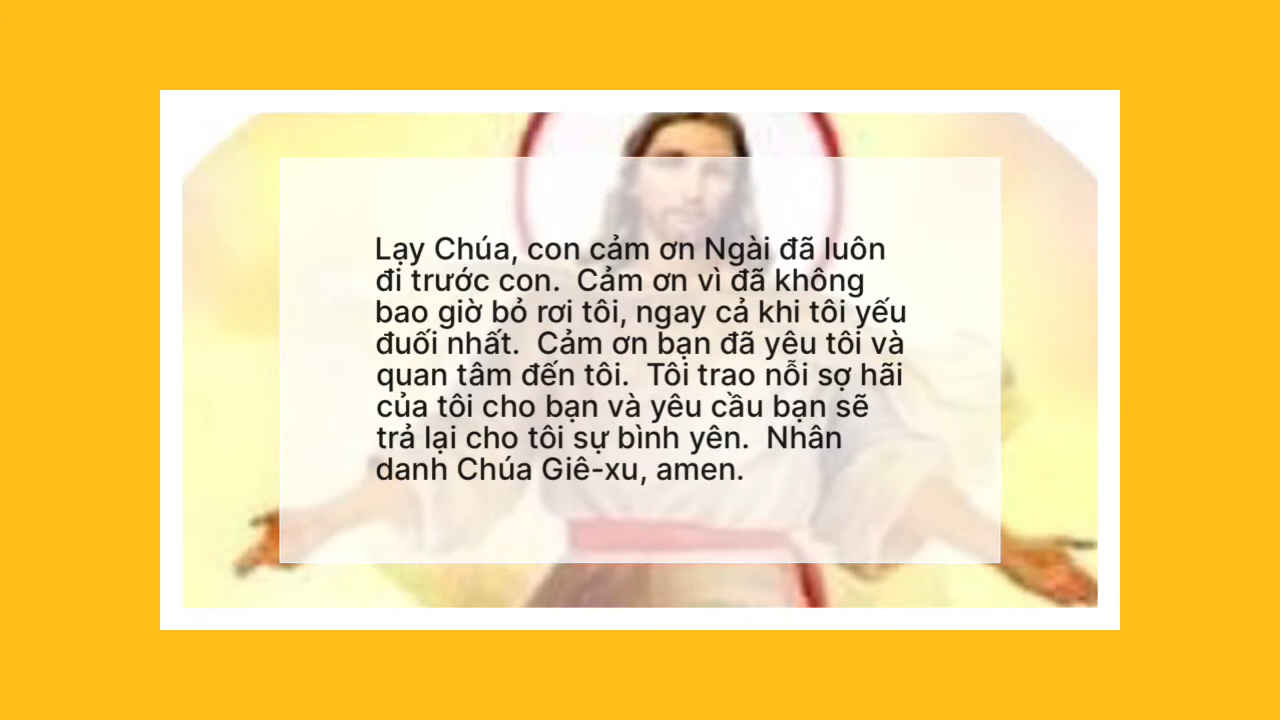 Lạy Chúa, con cảm ơn Ngài đã luôn
đi trước con.  Cảm ơn vì đã không
bao giờ bỏ rơi tôi, ngay cả khi tôi yếu
đuối nhất.  Cảm ơn bạn đã yêu tôi và
quan tâm đến tôi.  Tôi trao nỗi sợ hãi
của tôi cho bạn và yêu cầu bạn sẽ
trả lại cho tôi sự bình yên.  Nhân
danh Chúa Giê-xu, amen.